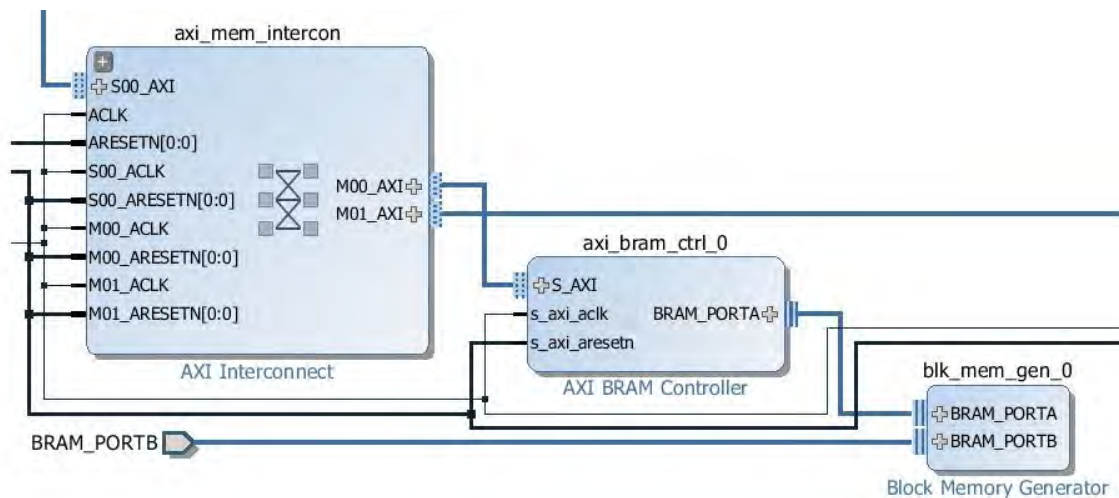 axi_mem_intercon
S00_AXI
ACLK
ARESETN[0:0]
S00_ACLK
S00_ARESETN[0:0]
M00_ACLK
M00_ARESETN[0:0]
M01_ACLK
M01_ARESETN[0:0]
M00_AXI
M01_AXI
AXI Interconnect
axi_bram_ctrl_0
S_AXI
s_axi_aclk
s_axi_aresetn
BRAM_PORTA
AXI BRAM Controller
blk_mem_gen_0
BRAM_PORTA
BRAM_PORTB
Block Memory Generator
BRAM_PORTB